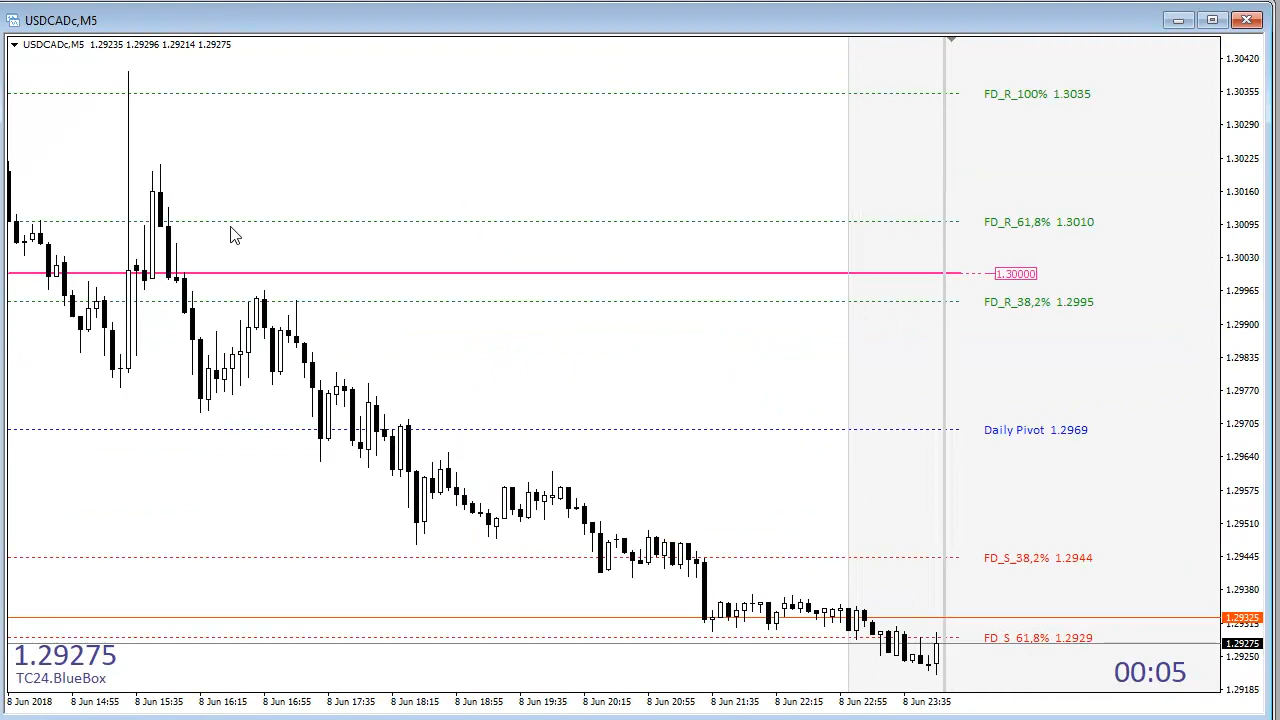 USDCADc,M5
USDCADc,M5 1.29235 1.29296 1.29214 1.29275
1.30420
FD_R_100% 1.3035
1.30355
1.30290
1.30225
1.30160
FD_R_61,8% 1.3010
1.30095
1.30030
1.30000
1.29965
FD_R_38,2% 1.2995
1.29900
1.29835
1.29770
1.29705
Daily Pivot 1.2969
1.29640
1.29575
1.29510
FD_S_38,2% 1.2944
1.29445
1.29380
1.29325
1.29315
FD_S_61,8% 1.2929
1.29275
1.29275
1.29250
TC24.BlueBox
00:05
1.29185
8 Jun 2018 8 Jun 14:55 8 Jun 15:35 8 Jun 16:15 8 Jun 16:55 8 Jun 17:35 8 Jun 18:15 8 Jun 18:55 8 Jun 19:35 8 Jun 20:15 8 Jun 20:55 8 Jun 21:35 8 Jun 22:15 8 Jun 22:55 8 Jun 23:35